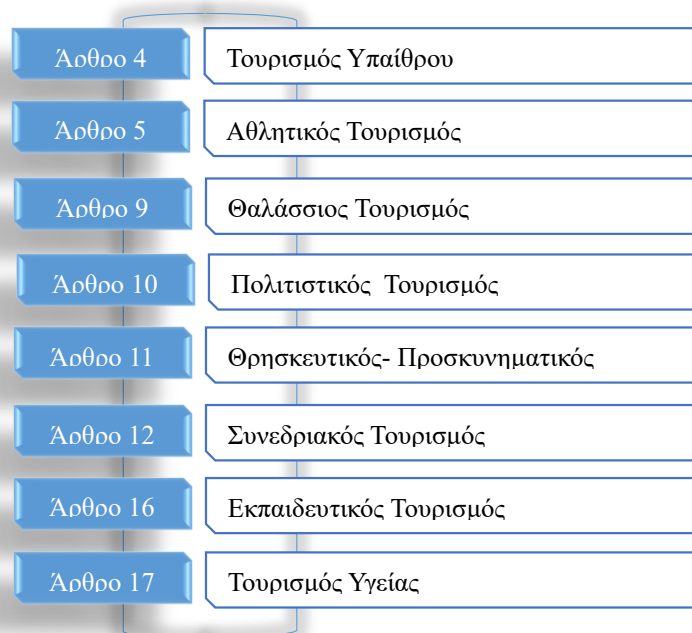 Άρθρο 4 Τουρισμός Υπαίθρου
Άρθρο 5 Αθλητικός Τουρισμός
Άρθρο 9 Θαλάσσιος Τουρισμός
Άρθρο 10 Πολιτιστικός Τουρισμός
Άρθρο 11 Θρησκευτικός- Προσκυνηματικός
Άρθρο 12 Συνεδριακός Τουρισμός
Άρθρο 16 Εκπαιδευτικός Τουρισμός
Άρθρο 17 Τουρισμός Υγείας